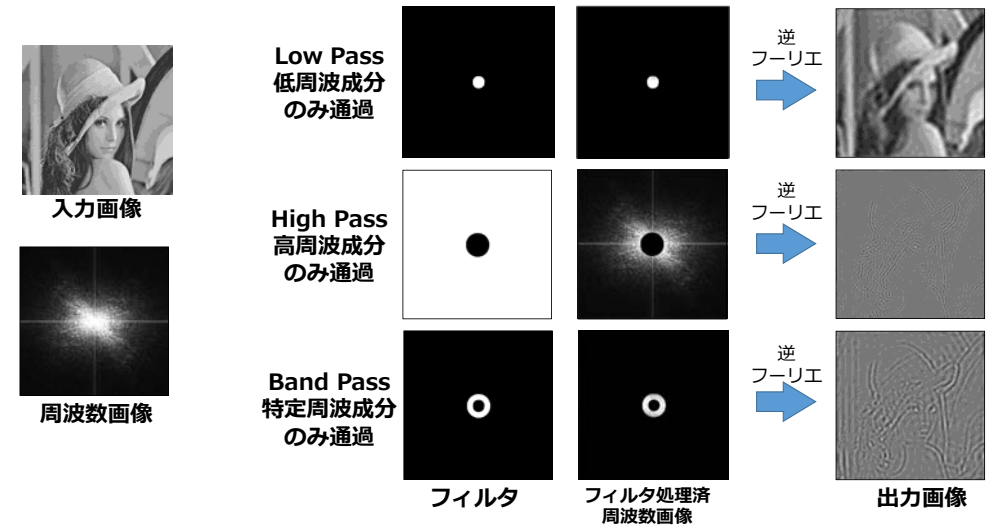 入力画像
周波数画像
Low Pass
低周波成分
のみ通過
逆
フーリエ
High Pass
高周波成分
のみ通過
逆
フーリエ
Band Pass
特定周波成分
のみ通過
逆
フーリエ
フィルタ
フィルタ処理済
周波数画像
出力画像